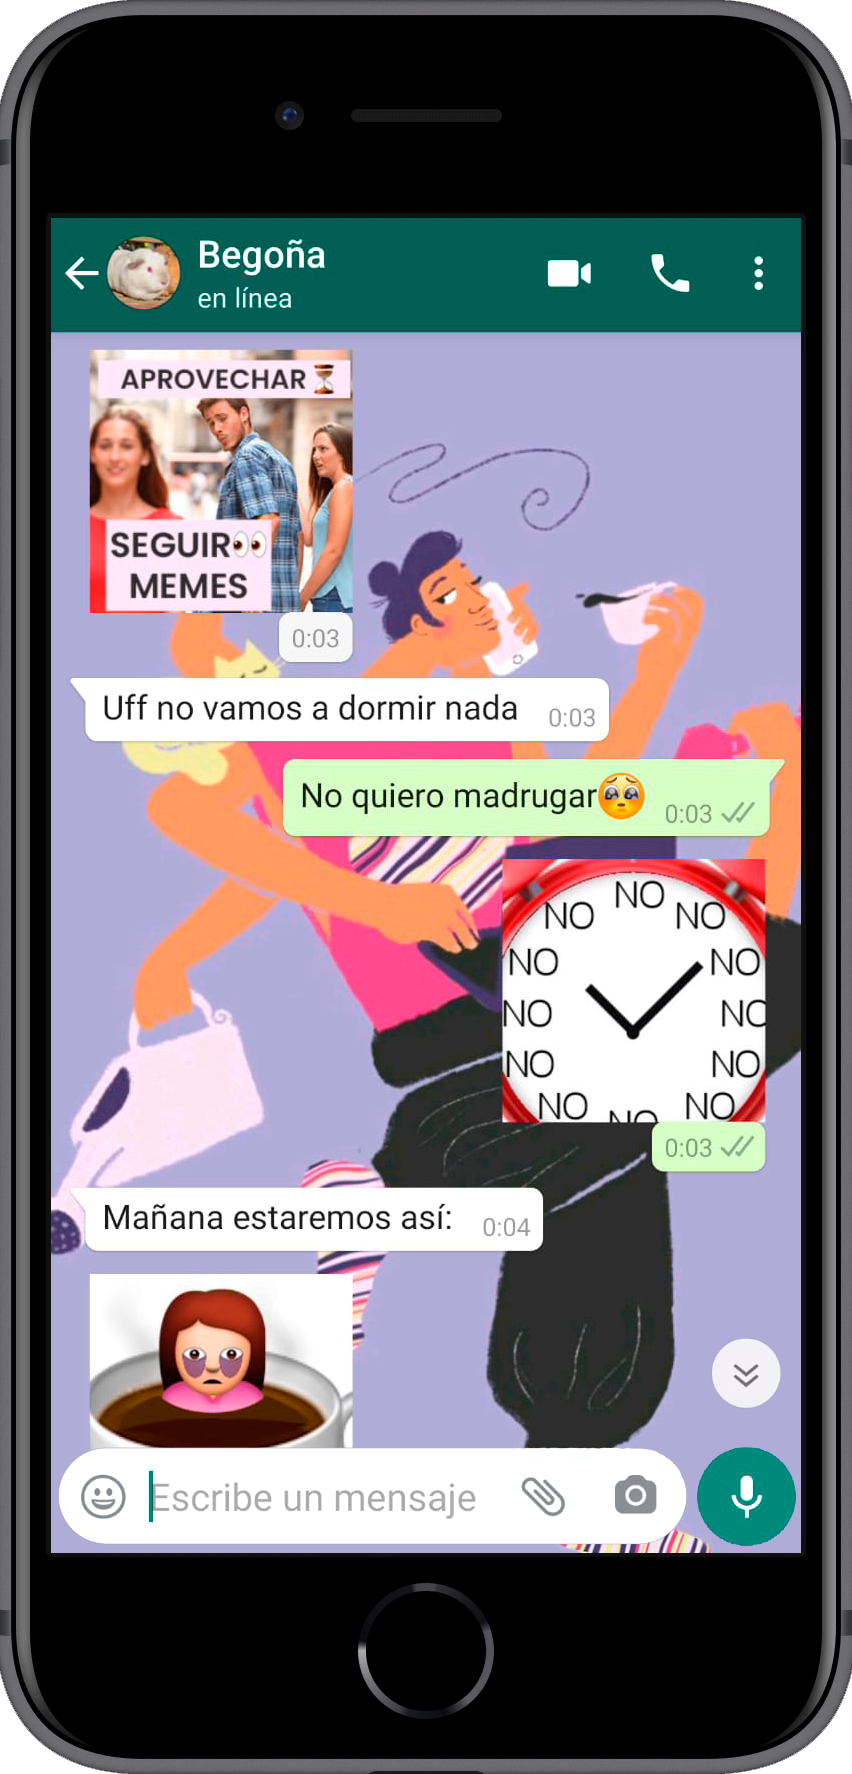 Begoña
en línea
APROVECHAR⏳
SEGUIR👀
MEMES
0:03
Uff no vamos a dormir nada 0:03
No quiero madrugar🥺 0:03
NO
NO NO
NO NO
NO NO
NO NO
NO NO
NO
0:03
Mañana estaremos así: 0:04
Escribe un mensaje